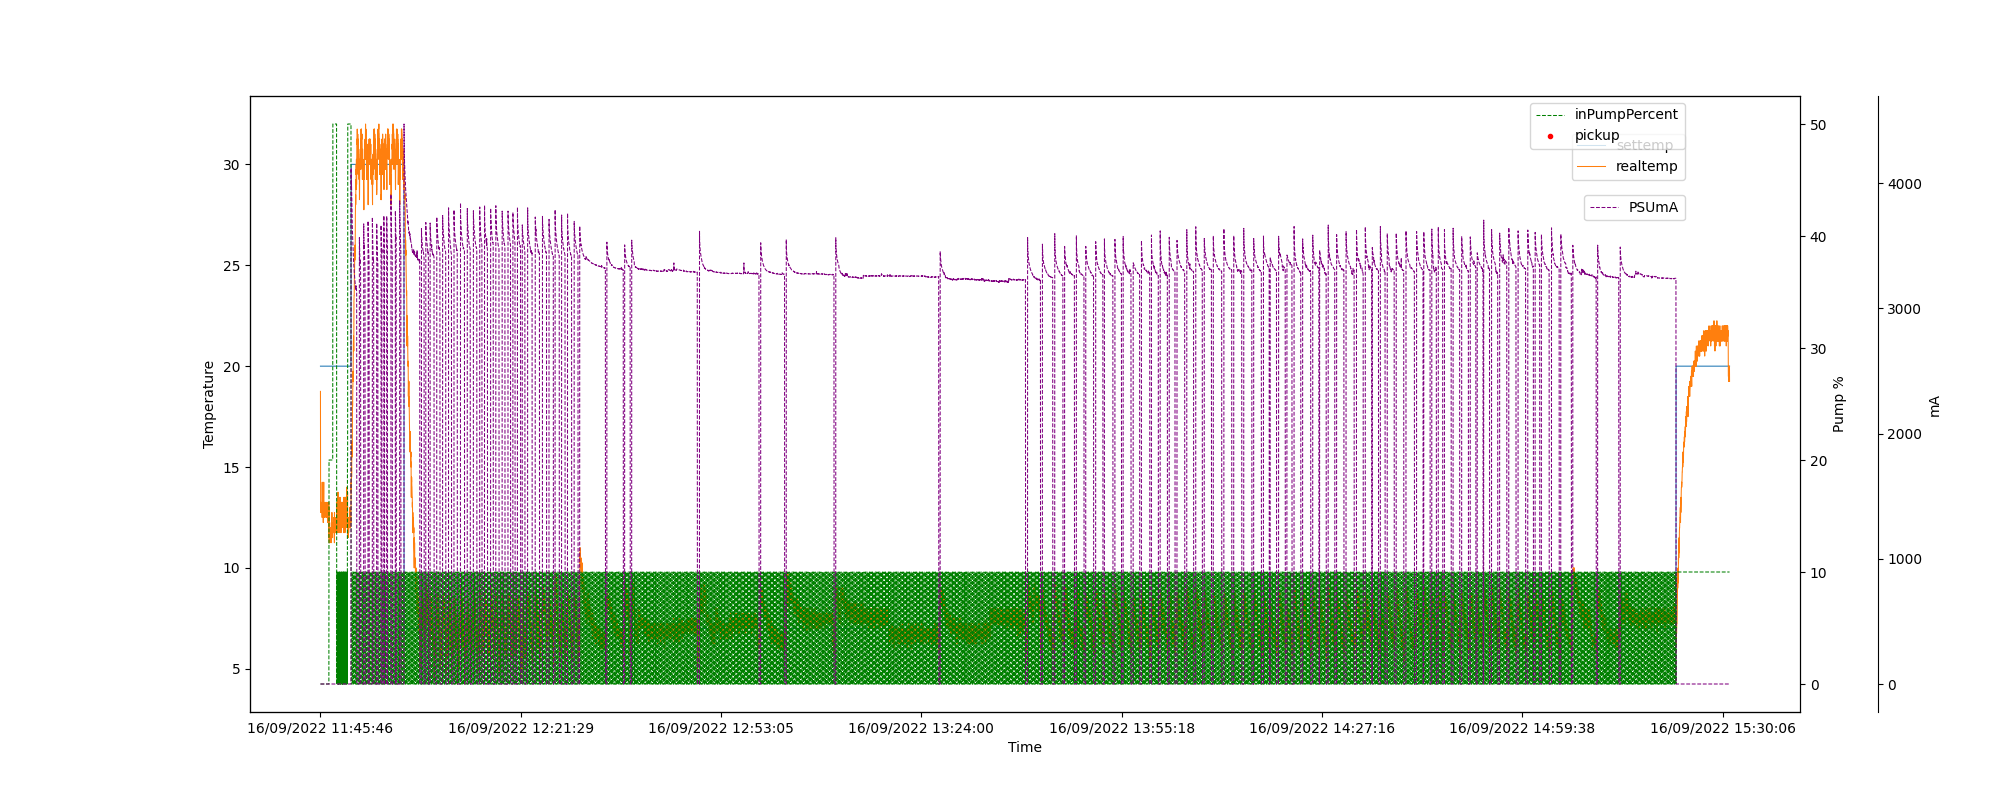 inPumpPercent
pickup
settemp
realtemp
PSUmA
30
25
20
15
10
5
Temperature
50
40
30
20
10
0
Pump %
4000
3000
2000
1000
0
mA
16/09/2022 11:45:46
16/09/2022 12:21:29
16/09/2022 12:53:05
16/09/2022 13:24:00
16/09/2022 13:55:18
16/09/2022 14:27:16
16/09/2022 14:59:38
16/09/2022 15:30:06
Time